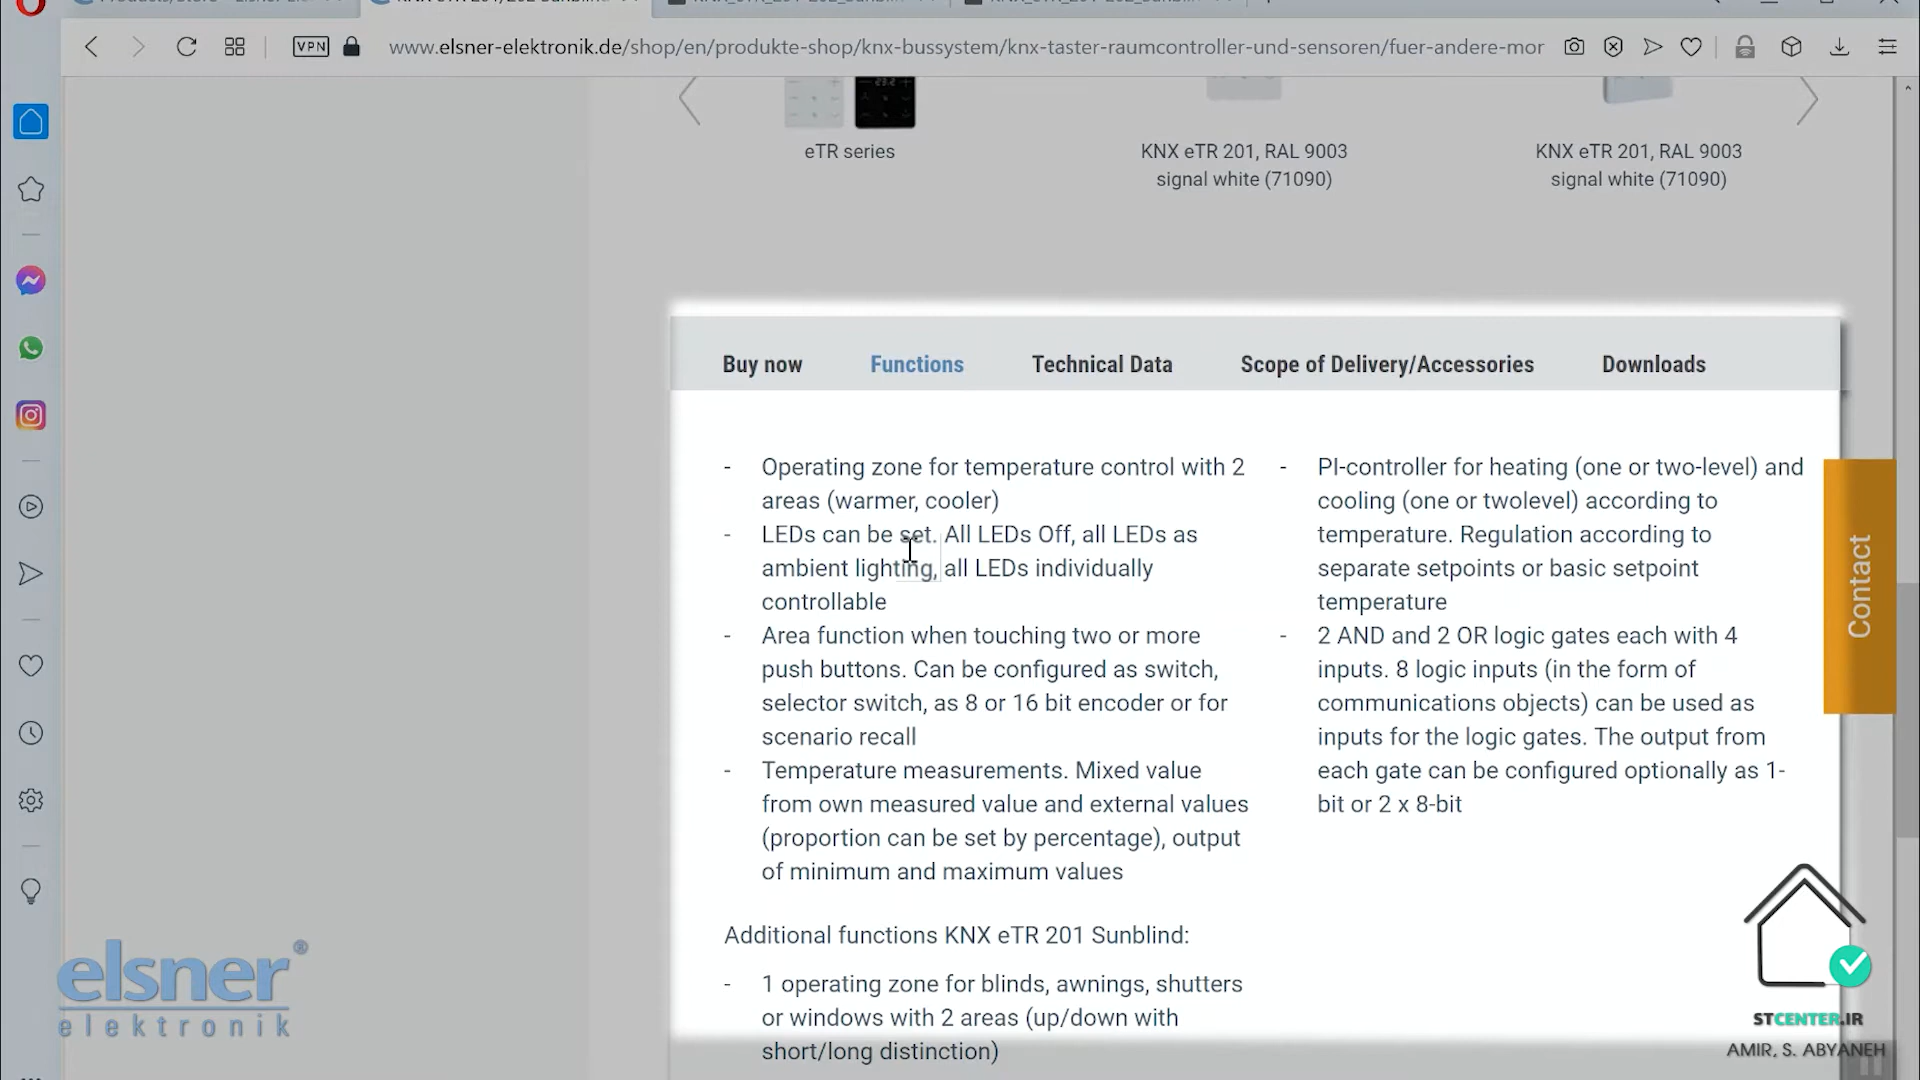 VPN
www.elsner-elektronik.de/shop/en/produkte-shop/knx-bussystem/knx-taster-raumcontroller-und-sensoren/fuer-andere-mor
eTR series
KNX eTR 201, RAL 9003
signal white (71090)
KNX eTR 201, RAL 9003
signal white (71090)
Buy now
Functions
Technical Data
Scope of Delivery/Accessories
Downloads
- Operating zone for temperature control with 2
areas (warmer, cooler)
- LEDs can be set. All LEDs Off, all LEDs as
ambient lighting, all LEDs individually
controllable
- Area function when touching two or more
push buttons. Can be configured as switch,
selector switch, as 8 or 16 bit encoder or for
scenario recall
- Temperature measurements. Mixed value
from own measured value and external values
(proportion can be set by percentage), output
of minimum and maximum values
Additional functions KNX eTR 201 Sunblind:
- 1 operating zone for blinds, awnings, shutters
or windows with 2 areas (up/down with
short/long distinction)
- PI-controller for heating (one or two-level) and
cooling (one or twolevel) according to
temperature. Regulation according to
separate setpoints or basic setpoint
temperature
- 2 AND and 2 OR logic gates each with 4
inputs. 8 logic inputs (in the form of
communications objects) can be used as
inputs for the logic gates. The output from
each gate can be configured optionally as 1-
bit or 2 x 8-bit
Contact
elsner®
elektronik
STCENTER.IR
AMIR, S. ABYANEH